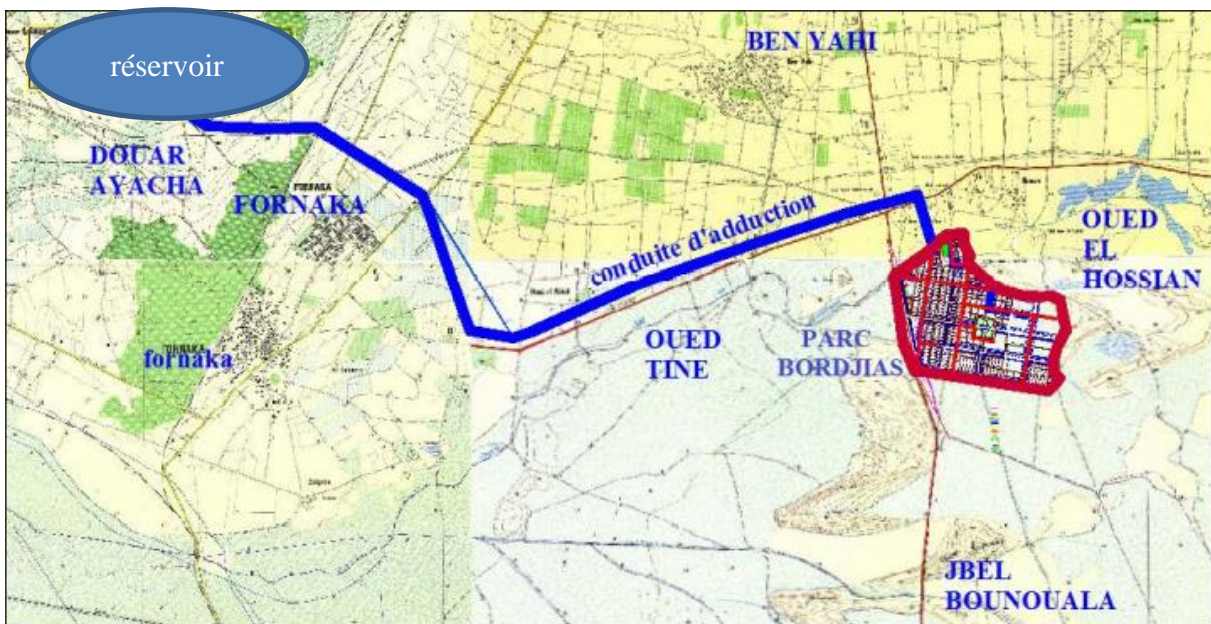 réservoir
BEN YAHI
DOUAR
AYACHA
FORNAKA
conduite d'adduction
OUED
EL
HOSSIAN
fornaka
OUED
TINE
PARC
BORDJIAS
JBEL
BOUNOUALA